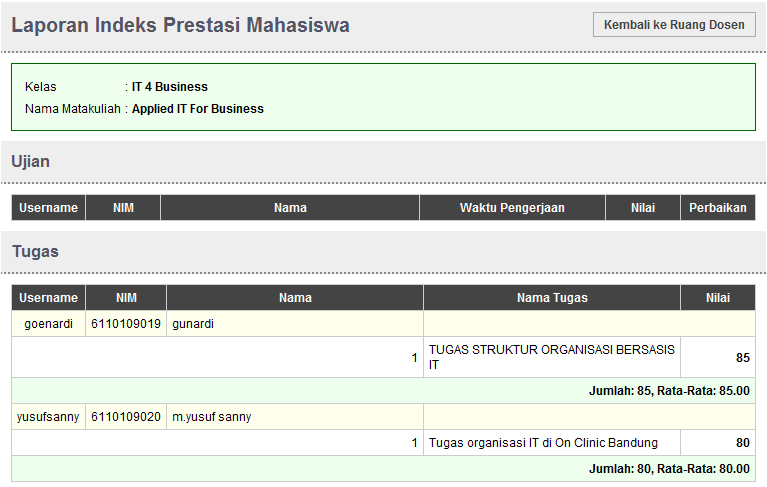 Laporan Indeks Prestasi Mahasiswa
Kembali ke Ruang Dosen
Kelas : IT 4 Business
Nama Matakuliah : Applied IT For Business
Ujian
Username NIM Nama Waktu Pengerjaan Nilai Perbaikan
Tugas
Username NIM Nama Nama Tugas Nilai
goenardi 6110109019 gunardi
1 TUGAS STRUKTUR ORGANISASI BERSASIS
IT 85
Jumlah: 85, Rata-Rata: 85.00
yusufsanny 6110109020 m.yusuf sanny
1 Tugas organisasi IT di On Clinic Bandung 80
Jumlah: 80, Rata-Rata: 80.00